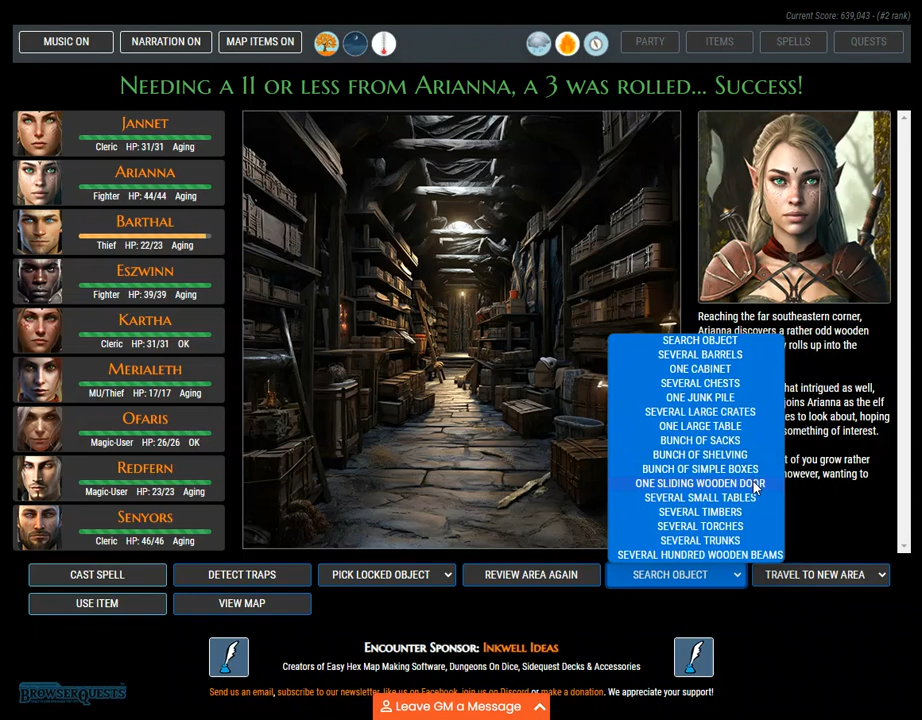 Current Score: 639,043 - (#2 rank)
MUSIC ON
NARRATION ON
MAP ITEMS ON
PARTY
ITEMS
SPELLS
QUESTS
Needing a 11 or less from Arianna, a 3 was rolled... Success!
Jannet
Cleric HP: 31/31 Aging
Arianna
Fighter HP: 44/44 Aging
Barthal
Thief HP: 22/23 Aging
Eszwinn
Fighter HP: 39/39 Aging
Kartha
Cleric HP: 31/31 OK
Merialeth
MU/Thief HP: 17/17 Aging
Ofaris
Magic-User HP: 26/26 OK
Redfern
Magic-User HP: 23/23 Aging
Senyors
Cleric HP: 46/46 Aging
Reaching the far southeastern corner,
Arianna discovers a rather odd wooden
rolls up into the
hat intrigued as well,
joins Arianna as the elf
es to look about, hoping
something of interest.
t of you grow rather
however, wanting to
SEARCH OBJECT
SEVERAL BARRELS
ONE CABINET
SEVERAL CHESTS
ONE JUNK PILE
SEVERAL LARGE CRATES
ONE LARGE TABLE
BUNCH OF SACKS
BUNCH OF SHELVING
BUNCH OF SIMPLE BOXES
ONE SLIDING WOODEN DOOR
SEVERAL SMALL TABLES
SEVERAL TIMBERS
SEVERAL TORCHES
SEVERAL TRUNKS
SEVERAL HUNDRED WOODEN BEAMS
CAST SPELL
DETECT TRAPS
PICK LOCKED OBJECT
REVIEW AREA AGAIN
SEARCH OBJECT
TRAVEL TO NEW AREA
USE ITEM
VIEW MAP
Encounter Sponsor: Inkwell Ideas
Creators of Easy Hex Map Making Software, Dungeons On Dice, Sidequest Decks & Accessories
BrowserQuests
Send us an email, subscribe to our newsletter, like us on Facebook, join us on Discord or make a donation. We appreciate your support!
Leave GM a Message